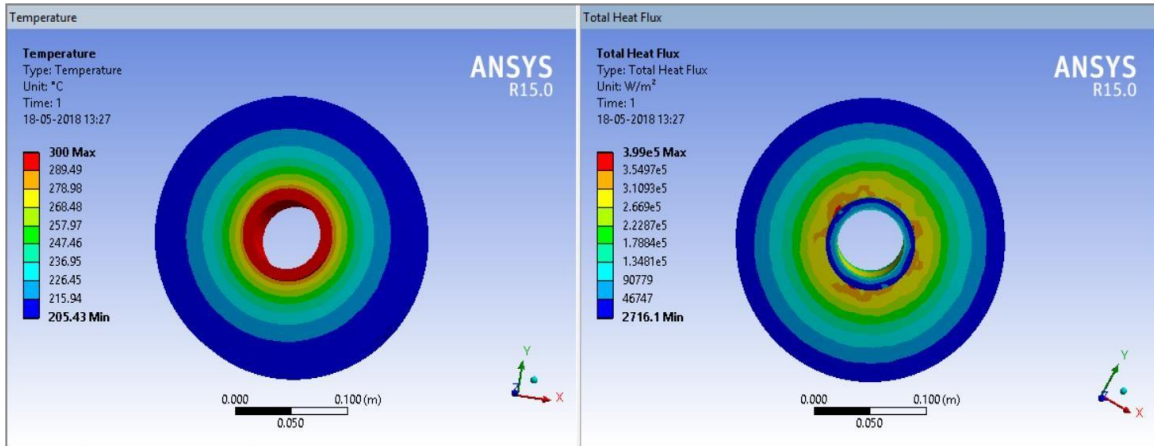 Temperature
Temperature
Type: Temperature
Unit: °C
Time: 1
18-05-2018 13:27
300 Max
289.49
278.98
268.48
257.97
247.46
236.95
226.45
215.94
205.43 Min
ANSYS
R15.0
0.000
0.100 (m)
0.050
Y
X
Total Heat Flux
Total Heat Flux
Type: Total Heat Flux
Unit: W/m²
Time: 1
18-05-2018 13:27
3.99e5 Max
3.5497e5
3.1093e5
2.669e5
2.2287e5
1.7884e5
1.3481e5
90779
46747
2716.1 Min
ANSYS
R15.0
0.000
0.100 (m)
0.050
Y
X